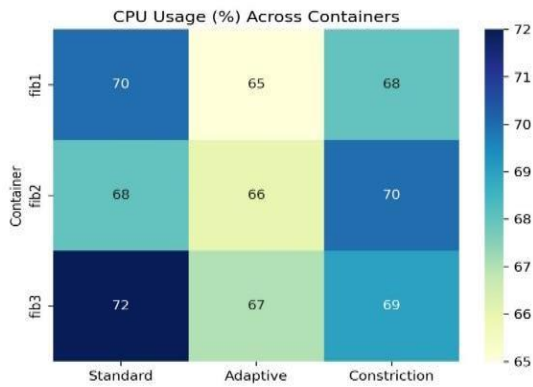 CPU Usage (%) Across Containers
72
fib1 70 65 68
71
70
Container
fib2 68 66 70
69
68
67
fib3 72 67 69
66
65
Standard Adaptive Constriction